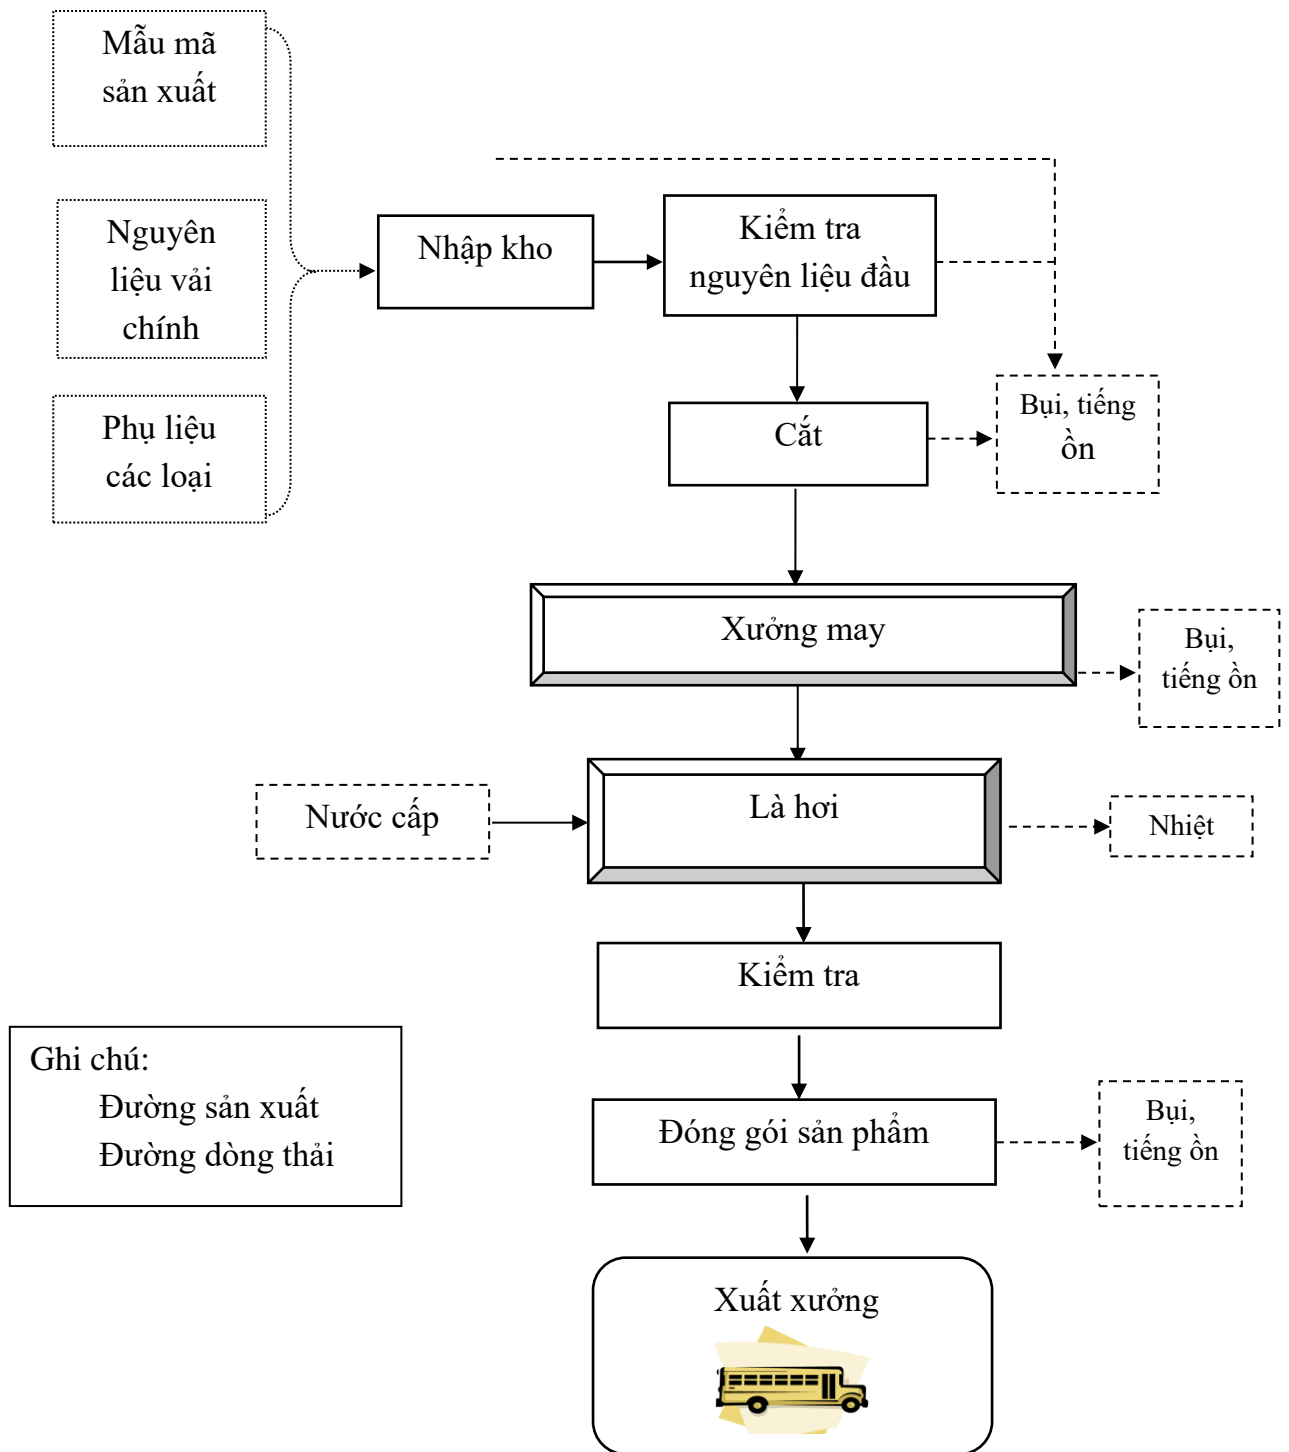 Mẫu mã
sản xuất
Nguyên
liệu vải
chính
Phụ liệu
các loại
Nhập kho
Kiểm tra
nguyên liệu đầu
Cắt
Bụi, tiếng
ồn
Xưởng may
Bụi,
tiếng ồn
Nước cấp
Là hơi
Nhiệt
Kiểm tra
Ghi chú:
Đường sản xuất
Đường dòng thải
Đóng gói sản phẩm
Bụi,
tiếng ồn
Xuất xưởng